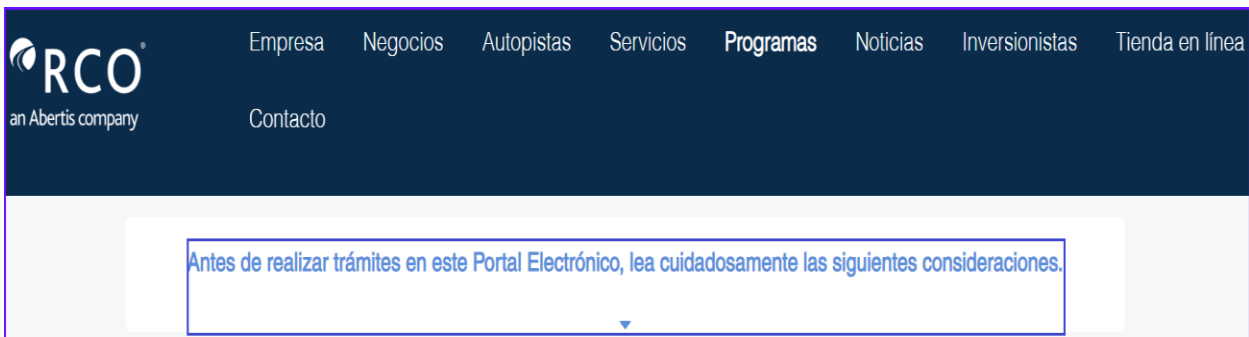 RCO®
an Abertis company
Empresa Negocios Autopistas Servicios Programas Noticias Inversionistas Tienda en línea
Contacto
Antes de realizar trámites en este Portal Electrónico, lea cuidadosamente las siguientes consideraciones.